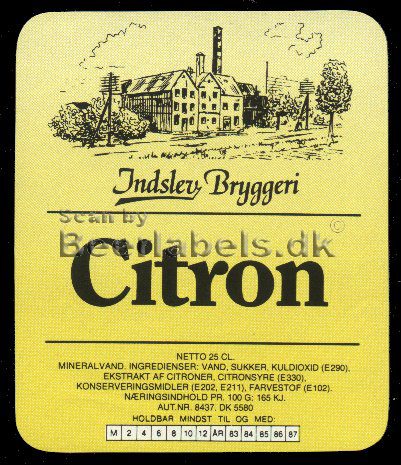 Indslev Bryggeri
Scan by
©
Beerlabels.dk
Citron
NETTO 25 CL.
MINERALVAND. INGREDIENSER: VAND, SUKKER, KULDIOXID (E290),
EKSTRAKT AF CITRONER, CITRONSYRE (E330),
KONSERVERINGSMIDLER (E202, E211), FARVESTOF (E102).
NÆRINGSINDHOLD PR. 100 G: 165 KJ.
AUT.NR. 8437. DK 5580
HOLDBAR MINDST TIL OG MED:
M 2 4 6 8 10 12 ÅR 83 84 85 86 87